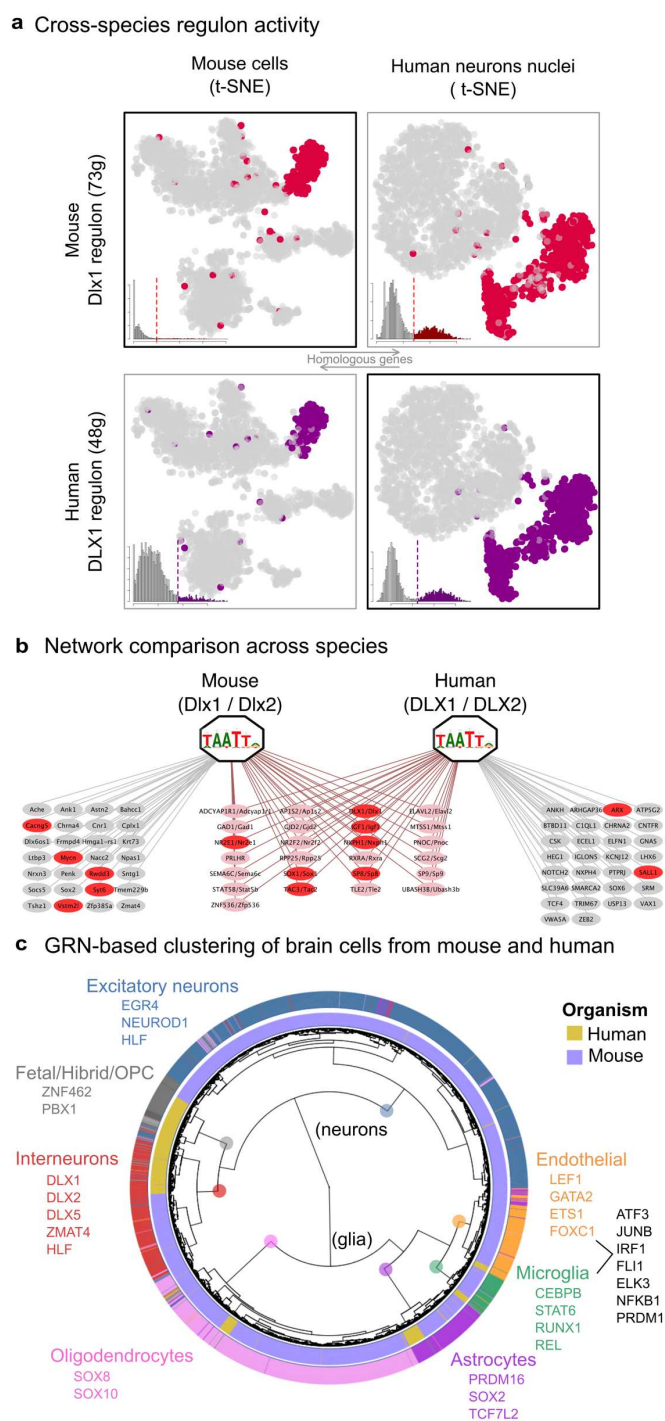 a Cross-species regulon activity
Mouse cells
(t-SNE)
Human neurons nuclei
( t-SNE)
Mouse
Dlx1 regulon (73g)
Homologous genes
Human
DLX1 regulon (48g)
b Network comparison across species
Mouse
(Dlx1 / Dlx2)
Human
(DLX1 / DLX2)
TAATT
TAATT
Ache Ank1 Astn2 Bahcc1
Cacng5 Chrna4 Cnr1 Cplx1
Dlx6os1 Frmpd4 Hmga1-rs1 Krt73
Ltbp3 Mycn Nacc2 Npas1
Nrxn3 Penk Rwdd3 Sntg1
Socs5 Sox2 Syt6 Tmem229b
Tshz1 Vstm2l Zfp385a Zmat4
ADCYAP1R1/Adcyap1r1 AP1S2/Ap1s2 DLX1/Dlx1 ELAVL2/Elavl2
GAD1/Gad1 GJD2/Gjd2 IGF1/Igf1 MTSS1/Mtss1
NR2E1/Nr2e1 NR2F2/Nr2f2 NXPH1/Nxph1 PNOC/Pnoc
PRLHR RPP25/Rpp25 RXRA/Rxra SCG2/Scg2
SEMA6C/Sema6c SOX1/Sox1 SP8/Sp8 SP9/Sp9
STAT5B/Stat5b TAC3/Tac2 TLE2/Tle2 UBASH3B/Ubash3b
ZNF536/Zfp536
ANKH ARHGAP36 ARX ATP5G2
BTBD11 C1QL1 CHRNA2 CNTFR
CSK ECEL1 ELFN1 GNAS
HEG1 IGLON5 KCNJ12 LHX6
NOTCH2 NXPH4 PTPRJ SALL1
SLC39A6 SMARCA2 SOX6 SRM
TCF4 TRIM67 USP13 VAX1
VWA5A ZEB2
c GRN-based clustering of brain cells from mouse and human
Excitatory neurons
EGR4
NEUROD1
HLF
Organism
Human
Mouse
Fetal/Hibrid/OPC
ZNF462
PBX1
(neurons
Interneurons
DLX1
DLX2
DLX5
ZMAT4
HLF
Endothelial
LEF1
GATA2
ETS1
FOXC1
ATF3
JUNB
IRF1
FLI1
ELK3
NFKB1
PRDM1
(glia)
Microglia
CEBPB
STAT6
RUNX1
REL
Oligodendrocytes
SOX8
SOX10
Astrocytes
PRDM16
SOX2
TCF7L2